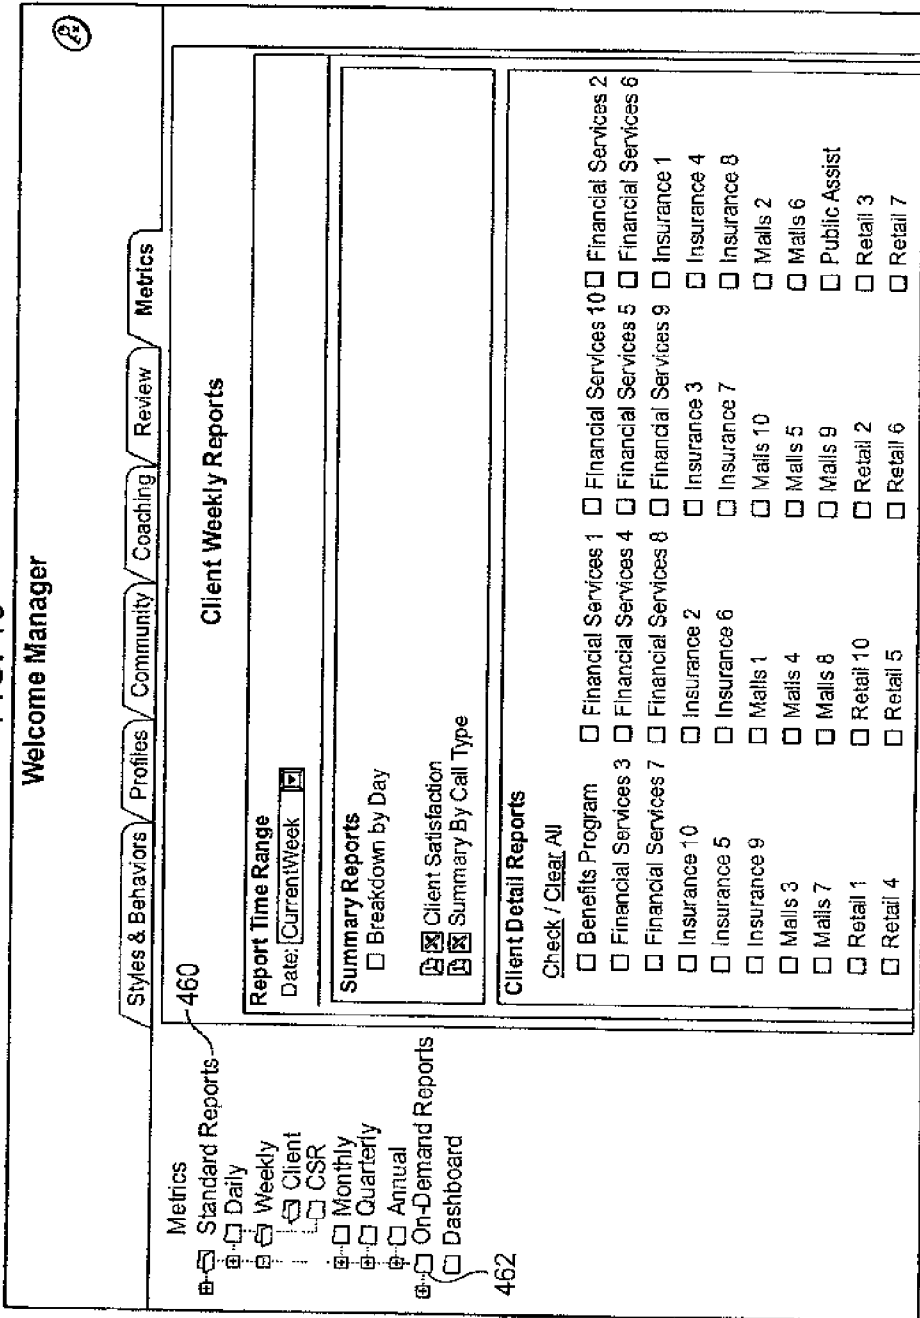 Welcome Manager
Styles & Behaviors Profiles Community Coaching Review Metrics
Metrics
Standard Reports
Daily
Weekly
Client
CSR
Monthly
Quarterly
Annual
On-Demand Reports
Dashboard
460
462
Client Weekly Reports
Report Time Range
Date: CurrentWeek
Summary Reports
Breakdown by Day
Client Satisfaction
Summary By Call Type
Client Detail Reports
Check / Clear All
Benefits Program Financial Services 1 Financial Services 10 Financial Services 2
Financial Services 3 Financial Services 4 Financial Services 5 Financial Services 6
Financial Services 7 Financial Services 8 Financial Services 9 Insurance 1
Insurance 10 Insurance 2 Insurance 3 Insurance 4
Insurance 5 Insurance 6 Insurance 7 Insurance 8
Insurance 9 Malls 1 Malls 10 Malls 2
Malls 3 Malls 4 Malls 5 Malls 6
Malls 7 Malls 8 Malls 9 Public Assist
Retail 1 Retail 10 Retail 2 Retail 3
Retail 4 Retail 5 Retail 6 Retail 7